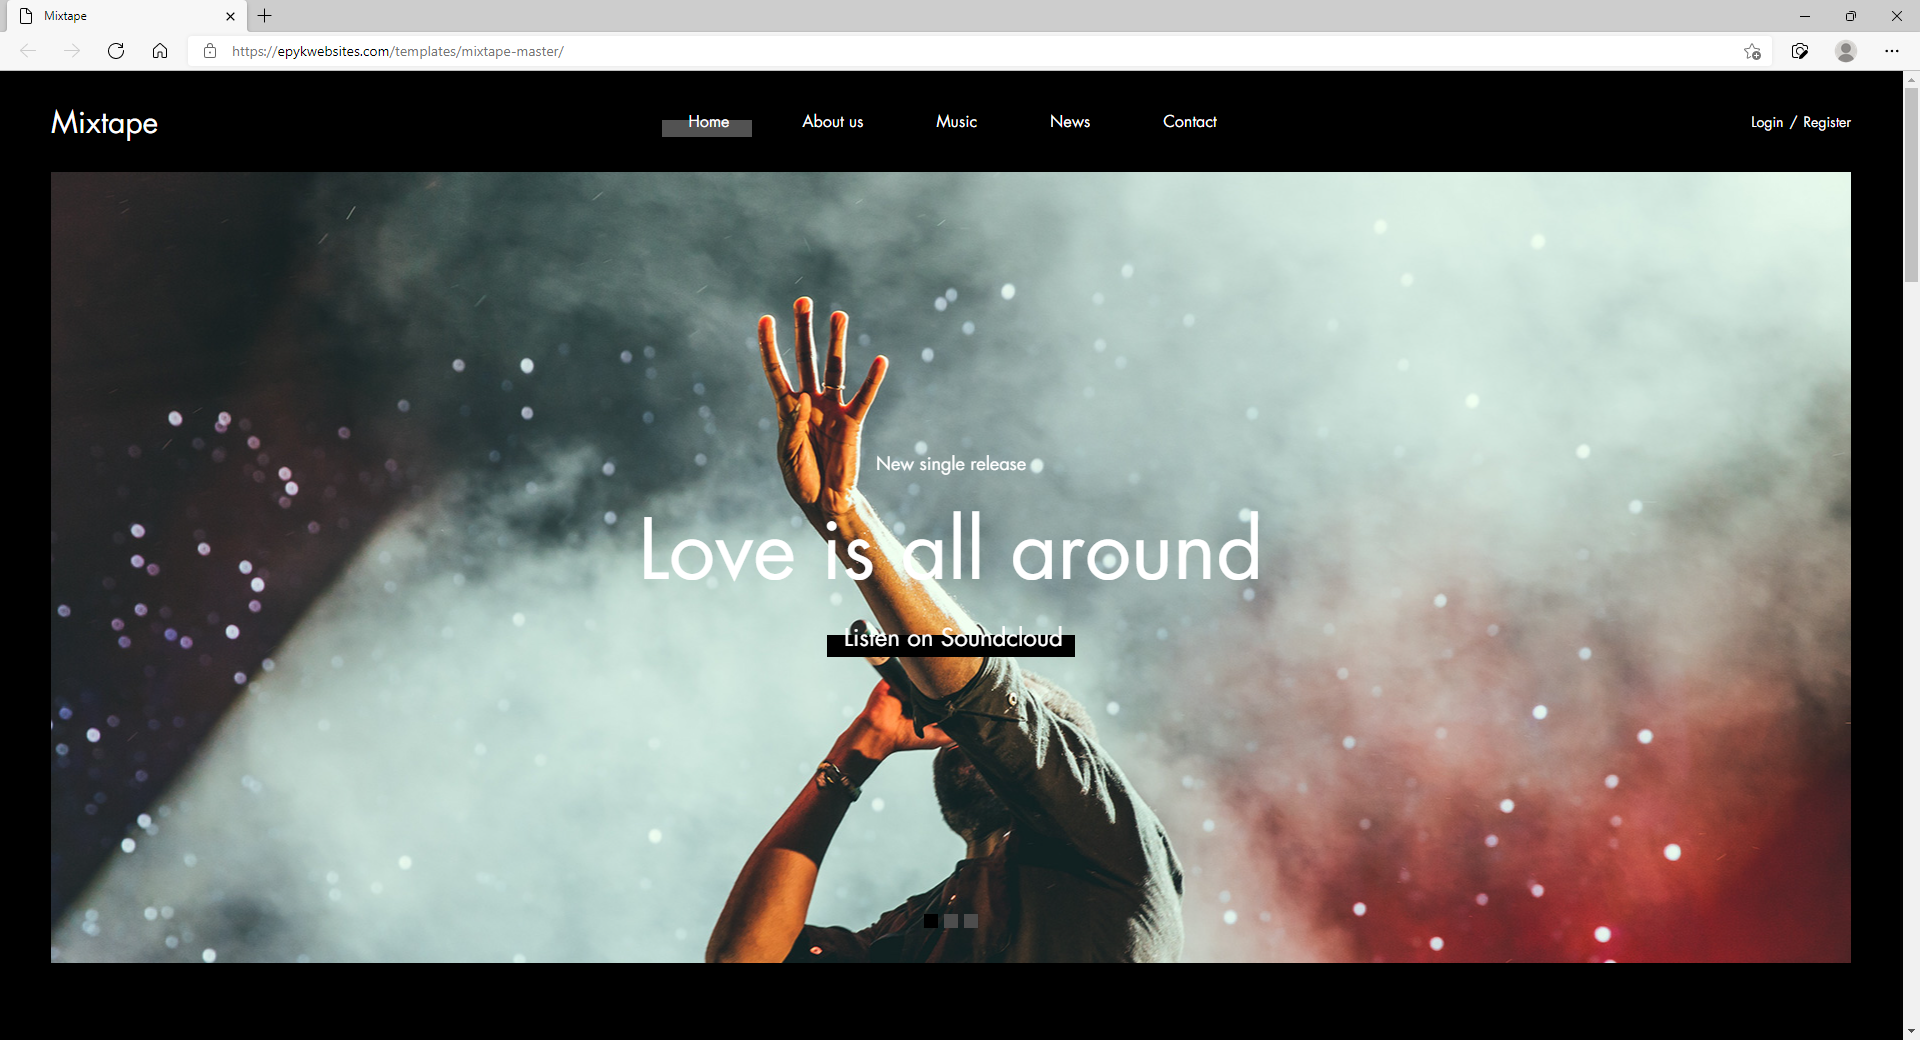 Mixtape
https://epykwebsites.com/templates/mixtape-master/
Mixtape
Home
About us
Music
News
Contact
Login / Register
New single release
Love is all around
Listen on Soundcloud